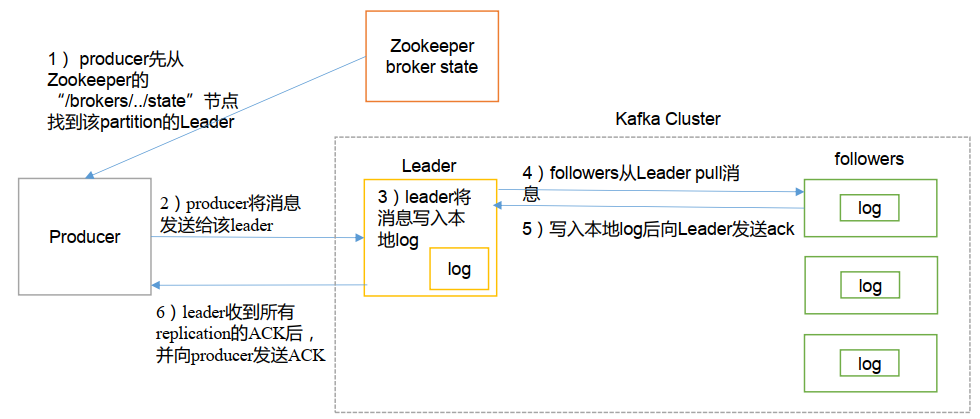 Zookeeper
broker state
1） producer先从
Zookeeper的
“/brokers/../state”节点
找到该partition的Leader
Kafka Cluster
Leader
followers
4）followers从Leader pull消
息
3）leader将
消息写入本
地log
log
log
2）producer将消息
发送给该leader
Producer
5）写入本地log后向Leader发送ack
log
6）leader收到所有
replication的ACK后，
并向producer发送ACK
log